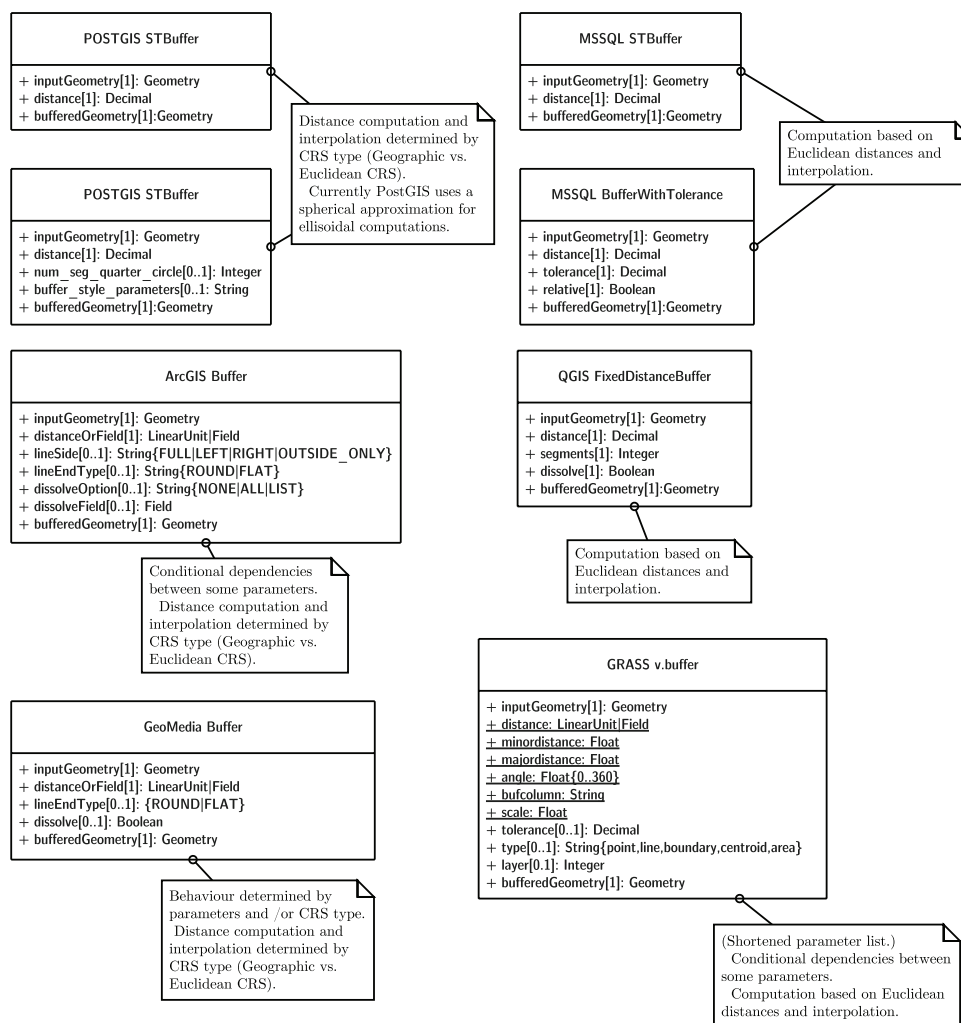 POSTGIS STBuffer
+ inputGeometry[1]: Geometry
+ distance[1]: Decimal
+ bufferedGeometry[1]:Geometry
Distance computation and
interpolation determined by
CRS type (Geographic vs.
Euclidean CRS).
Currently PostGIS uses a
spherical approximation for
ellisoidal computations.
POSTGIS STBuffer
+ inputGeometry[1]: Geometry
+ distance[1]: Decimal
+ num_seg_quarter_circle[0..1]: Integer
+ buffer_style_parameters[0..1: String
+ bufferedGeometry[1]:Geometry
MSSQL STBuffer
+ inputGeometry[1]: Geometry
+ distance[1]: Decimal
+ bufferedGeometry[1]:Geometry
Computation based on
Euclidean distances and
interpolation.
MSSQL BufferWithTolerance
+ inputGeometry[1]: Geometry
+ distance[1]: Decimal
+ tolerance[1]: Decimal
+ relative[1]: Boolean
+ bufferedGeometry[1]:Geometry
ArcGIS Buffer
+ inputGeometry[1]: Geometry
+ distanceOrField[1]: LinearUnit|Field
+ lineSide[0..1]: String{FULL|LEFT|RIGHT|OUTSIDE_ONLY}
+ lineEndType[0..1]: String{ROUND|FLAT}
+ dissolveOption[0..1]: String{NONE|ALL|LIST}
+ dissolveField[0..1]: Field
+ bufferedGeometry[1]: Geometry
Conditional dependencies
between some parameters.
Distance computation and
interpolation determined by
CRS type (Geographic vs.
Euclidean CRS).
QGIS FixedDistanceBuffer
+ inputGeometry[1]: Geometry
+ distance[1]: Decimal
+ segments[1]: Integer
+ dissolve[1]: Boolean
+ bufferedGeometry[1]:Geometry
Computation based on
Euclidean distances and
interpolation.
GeoMedia Buffer
+ inputGeometry[1]: Geometry
+ distanceOrField[1]: LinearUnit|Field
+ lineEndType[0..1]: {ROUND|FLAT}
+ dissolve[0..1]: Boolean
+ bufferedGeometry[1]: Geometry
Behaviour determined by
parameters and /or CRS type.
Distance computation and
interpolation determined by
CRS type (Geographic vs.
Euclidean CRS).
GRASS v.buffer
+ inputGeometry[1]: Geometry
+ distance: LinearUnit|Field
+ minordistance: Float
+ majordistance: Float
+ angle: Float{0..360}
+ bufcolumn: String
+ scale: Float
+ tolerance[0..1]: Decimal
+ type[0..1]: String{point,line,boundary,centroid,area}
+ layer[0.1]: Integer
+ bufferedGeometry[1]: Geometry
(Shortened parameter list.)
Conditional dependencies between
some parameters.
Computation based on Euclidean
distances and interpolation.